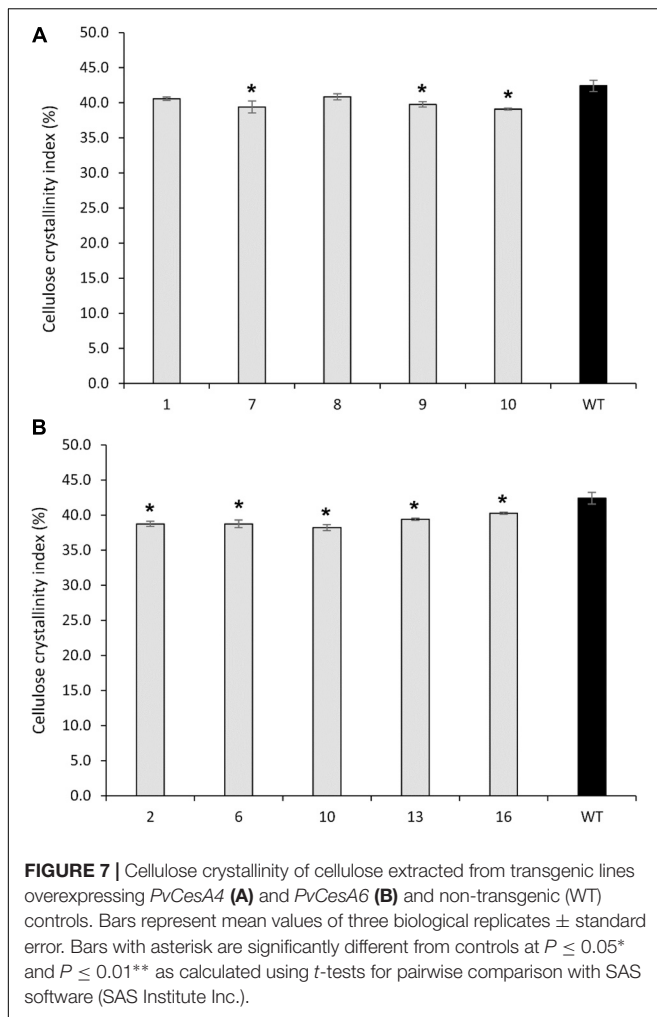 A
Cellulose crystallinity index (%)
50.0
45.0
40.0
35.0
30.0
25.0
20.0
15.0
10.0
5.0
0.0
* * *
1 7 8 9 10 WT
B
Cellulose crystallinity index (%)
50.0
45.0
40.0
35.0
30.0
25.0
20.0
15.0
10.0
5.0
0.0
* * * * *
2 6 10 13 16 WT
FIGURE 7 | Cellulose crystallinity of cellulose extracted from transgenic lines
overexpressing PvCesA4 (A) and PvCesA6 (B) and non-transgenic (WT)
controls. Bars represent mean values of three biological replicates ± standard
error. Bars with asterisk are significantly different from controls at P ≤ 0.05*
and P ≤ 0.01** as calculated using t-tests for pairwise comparison with SAS
software (SAS Institute Inc.).